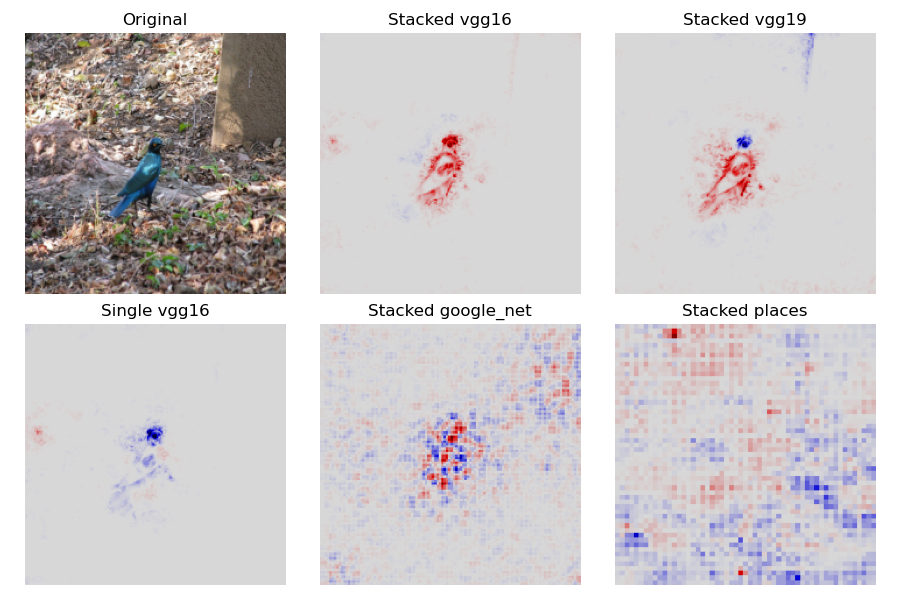 Original
Stacked vgg16
Stacked vgg19
Single vgg16
Stacked google_net
Stacked places